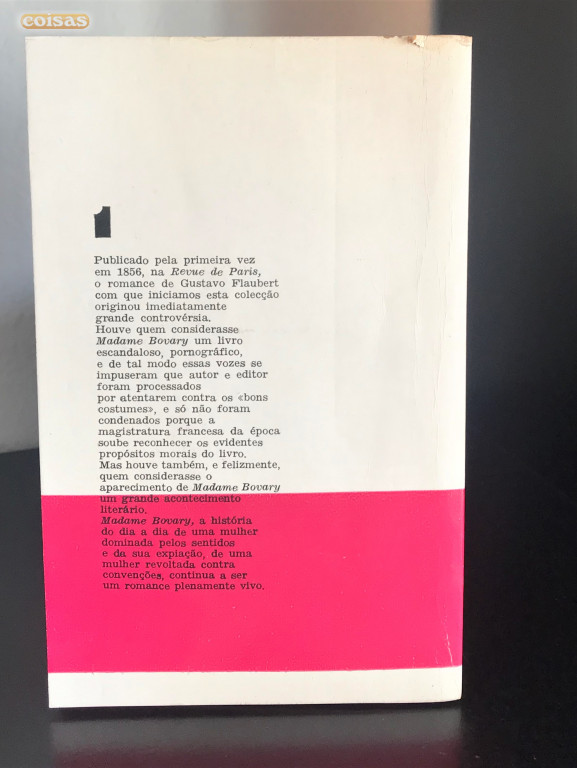 coisas
1
Publicado pela primeira vez
em 1856, na Revue de Paris,
o romance de Gustavo Flaubert
com que iniciamos esta colecção
originou imediatamente
grande controvérsia.
Houve quem considerasse
Madame Bovary um livro
escandaloso, pornográfico,
e de tal modo essas vozes se
impuseram que autor e editor
foram processados
por atentarem contra os «bons
costumes», e só não foram
condenados porque a
magistratura francesa da época
soube reconhecer os evidentes
propósitos morais do livro.
Mas houve também, e felizmente,
quem considerasse o
aparecimento de Madame Bovary
um grande acontecimento
literário.
Madame Bovary, a história
do dia a dia de uma mulher
dominada pelos sentidos
e da sua expiação, de uma
mulher revoltada contra
convenções, continua a ser
um romance plenamente vivo.